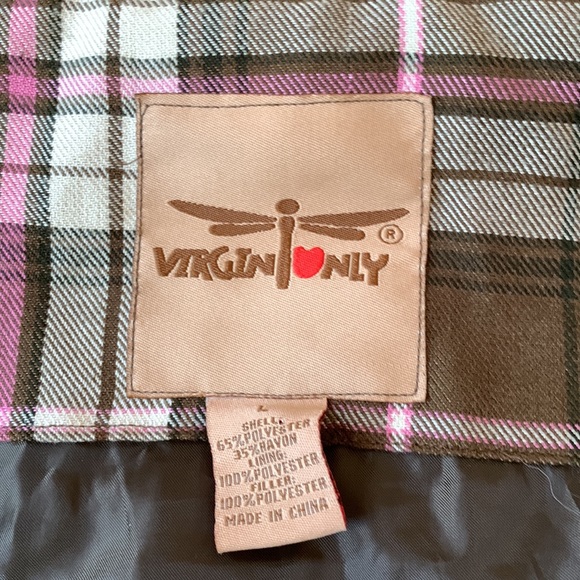 VIRGIN ONLY ®
L
SHELL:
65%POLYESTER
35%RAYON
LINING:
100%POLYESTER
FILLER:
100%POLYESTER
MADE IN CHINA